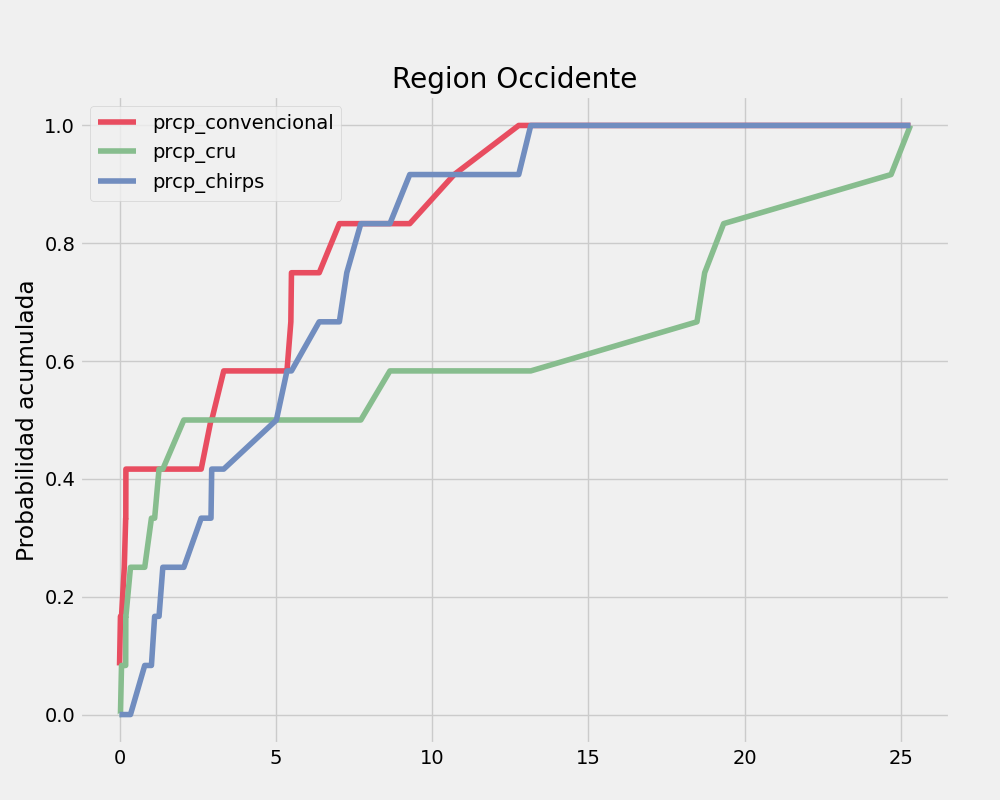 Region Occidente
prcp_convencional
prcp_cru
prcp_chirps
Probabilidad acumulada
1.0
0.8
0.6
0.4
0.2
0.0
0 5 10 15 20 25